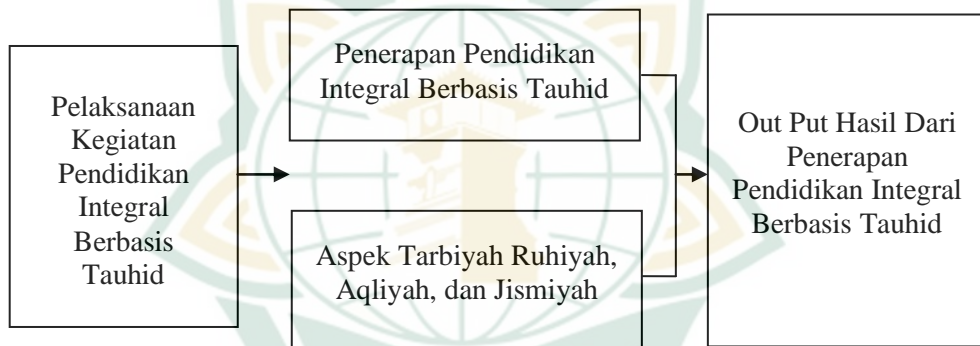 Pelaksanaan
Kegiatan
Pendidikan
Integral
Berbasis
Tauhid
Penerapan Pendidikan
Integral Berbasis Tauhid
Aspek Tarbiyah Ruhiyah,
Aqliyah, dan Jismiyah
Out Put Hasil Dari
Penerapan
Pendidikan Integral
Berbasis Tauhid